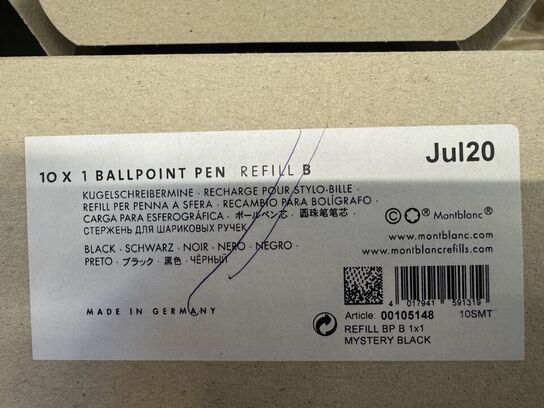 Jul20
10 X 1 BALLPOINT PEN REFILL B
KUGELSCHREIBERMINE · RECHARGE POUR STYLO-BILLE ·
REFILL PER PENNA A SFERA · RECAMBIO PARA BOLÍGRAFO ·
CARGA PARA ESFEROGRÁFICA · ボールペン芯 · 圆珠笔笔芯 ·
СТЕРЖЕНЬ ДЛЯ ШАРИКОВЫХ РУЧЕК
BLACK · SCHWARZ · NOIR · NERO · NEGRO ·
PRETO · ブラック · 黑色 · ЧЁРНЫЙ
MADE IN GERMANY
© Montblanc®
www.montblanc.com
www.montblancrefills.com
4 017941 591319
Article: 00105148 10SMT
REFILL BP B 1x1
MYSTERY BLACK